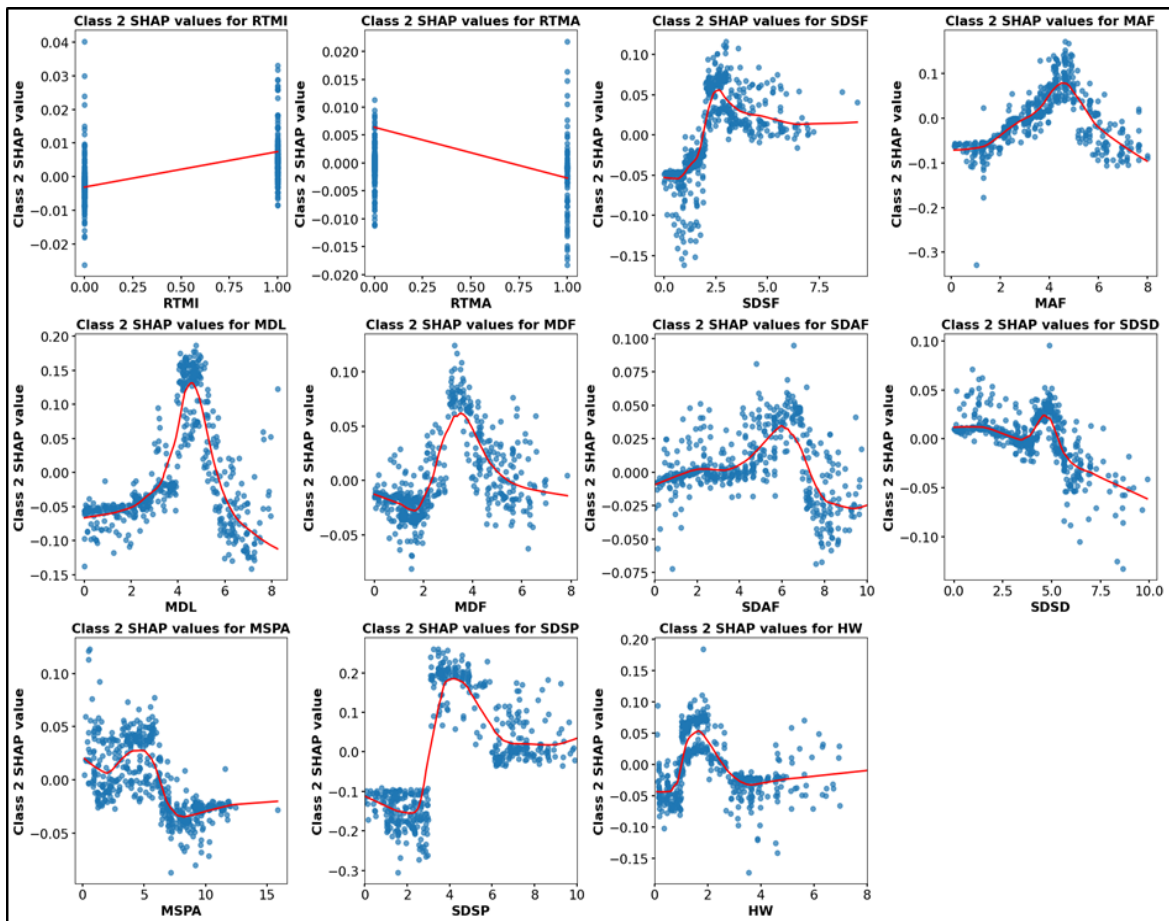 Class 2 SHAP values for RTMI
Class 2 SHAP value
0.04
0.03
0.02
0.01
0.00
−0.01
−0.02
0.00 0.25 0.50 0.75 1.00
RTMI
Class 2 SHAP values for RTMA
Class 2 SHAP value
0.020
0.015
0.010
0.005
0.000
−0.005
−0.010
−0.015
−0.020
0.00 0.25 0.50 0.75 1.00
RTMA
Class 2 SHAP values for SDSF
Class 2 SHAP value
0.10
0.05
0.00
−0.05
−0.10
−0.15
0.0 2.5 5.0 7.5
SDSF
Class 2 SHAP values for MAF
Class 2 SHAP value
0.1
0.0
−0.1
−0.2
−0.3
0 2 4 6 8
MAF
Class 2 SHAP values for MDL
Class 2 SHAP value
0.20
0.15
0.10
0.05
0.00
−0.05
−0.10
−0.15
0 2 4 6 8
MDL
Class 2 SHAP values for MDF
Class 2 SHAP value
0.10
0.05
0.00
−0.05
0 2 4 6 8
MDF
Class 2 SHAP values for SDAF
Class 2 SHAP value
0.100
0.075
0.050
0.025
0.000
−0.025
−0.050
−0.075
0 2 4 6 8 10
SDAF
Class 2 SHAP values for SDSD
Class 2 SHAP value
0.10
0.05
0.00
−0.05
−0.10
0.0 2.5 5.0 7.5 10.0
SDSD
Class 2 SHAP values for MSPA
Class 2 SHAP value
0.10
0.05
0.00
−0.05
0 5 10 15
MSPA
Class 2 SHAP values for SDSP
Class 2 SHAP value
0.2
0.1
0.0
−0.1
−0.2
−0.3
0 2 4 6 8 10
SDSP
Class 2 SHAP values for HW
Class 2 SHAP value
0.20
0.15
0.10
0.05
0.00
−0.05
−0.10
−0.15
0 2 4 6 8
HW